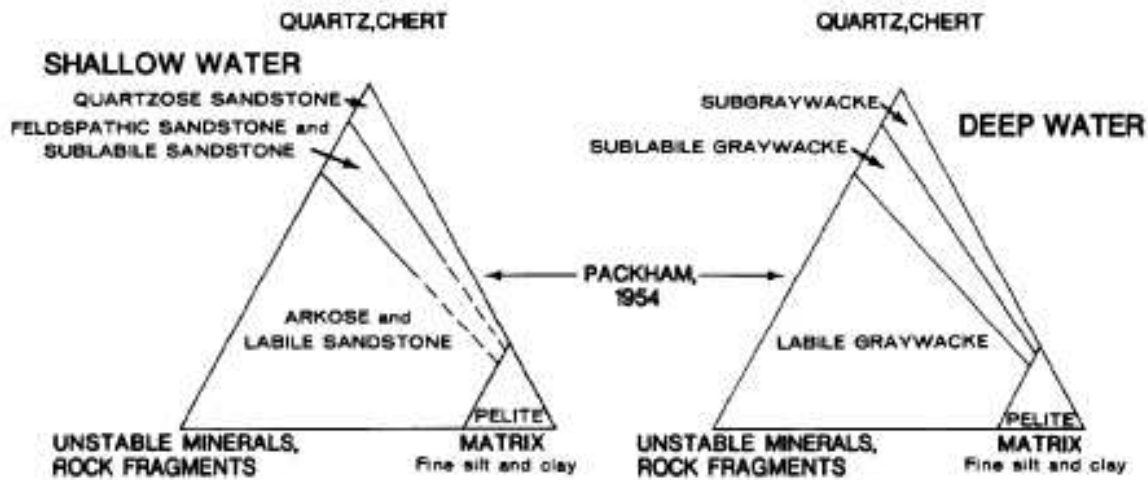 QUARTZ,CHERT
SHALLOW WATER
QUARTZOSE SANDSTONE
FELDSPATHIC SANDSTONE and
SUBLABILE SANDSTONE
ARKOSE and
LABILE SANDSTONE
PELITE
UNSTABLE MINERALS,
ROCK FRAGMENTS
MATRIX
Fine silt and clay
PACKHAM,
1954
QUARTZ,CHERT
DEEP WATER
SUBGRAYWACKE
SUBLABILE GRAYWACKE
LABILE GRAYWACKE
PELITE
UNSTABLE MINERALS,
ROCK FRAGMENTS
MATRIX
Fine silt and clay